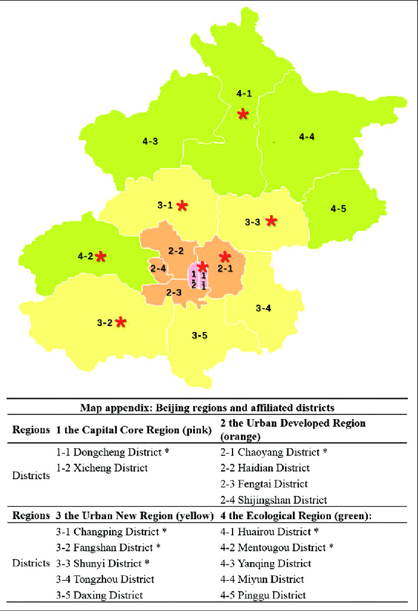 4-1
4-3
4-4
4-5
3-1
3-3
2-2
4-2
2-1
2-4
1-2
1-1
2-3
3-4
3-2
3-5
Map appendix: Beijing regions and affiliated districts
Regions 1 the Capital Core Region (pink) 2 the Urban Developed Region
(orange)
1-1 Dongcheng District * 2-1 Chaoyang District *
Districts 1-2 Xicheng District 2-2 Haidian District
2-3 Fengtai District
2-4 Shijingshan District
Regions 3 the Urban New Region (yellow) 4 the Ecological Region (green):
3-1 Changping District * 4-1 Huairou District *
3-2 Fangshan District * 4-2 Mentougou District *
Districts 3-3 Shunyi District * 4-3 Yanqing District
3-4 Tongzhou District 4-4 Miyun District
3-5 Daxing District 4-5 Pinggu District